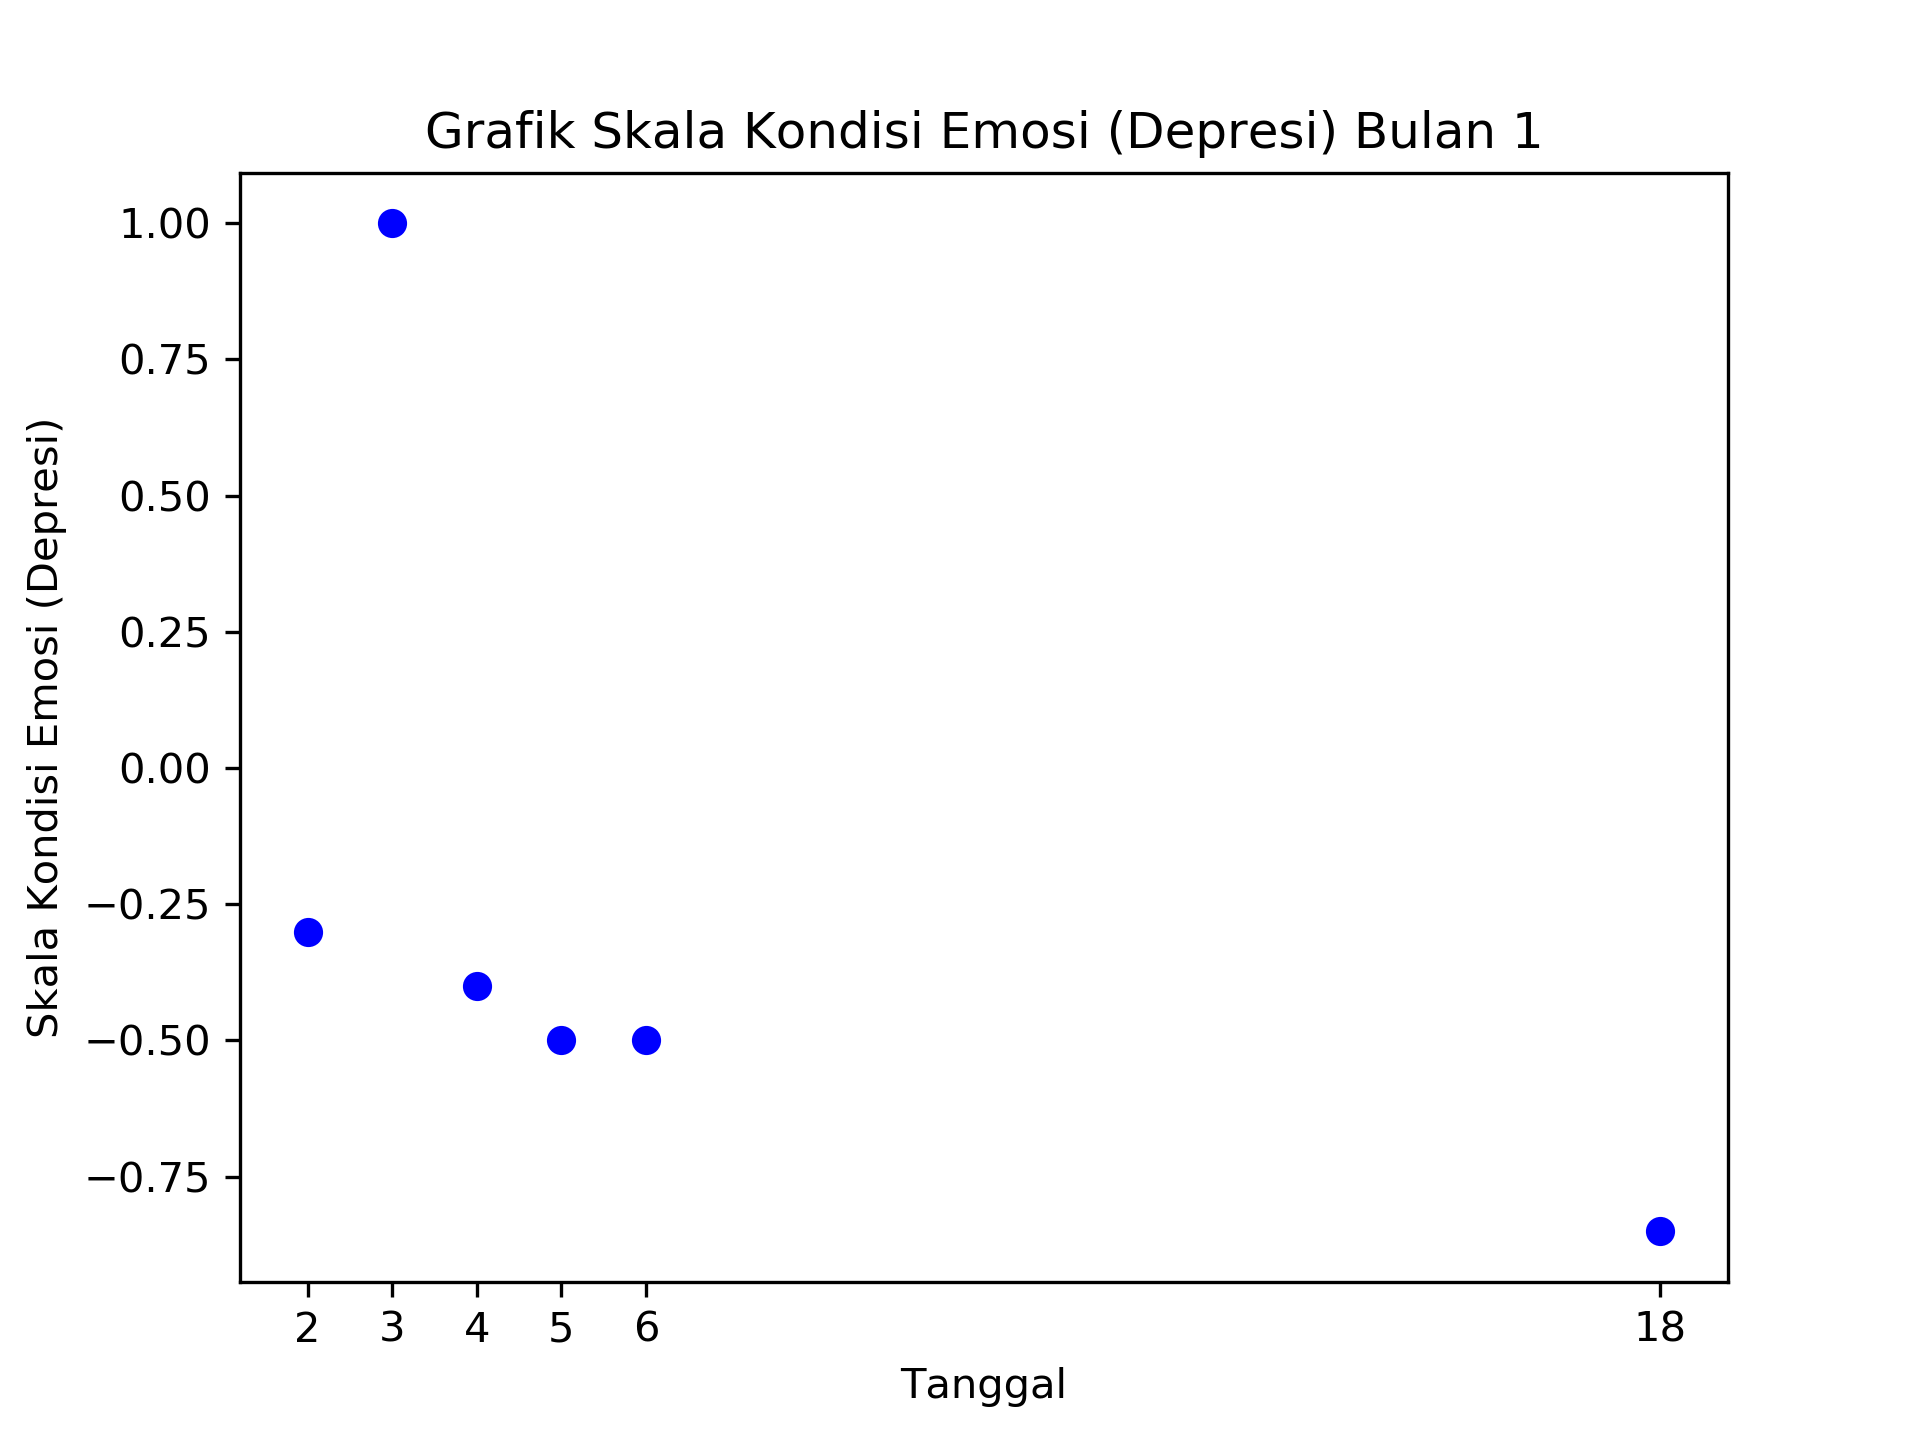 Grafik Skala Kondisi Emosi (Depresi) Bulan 1
Skala Kondisi Emosi (Depresi)
1.00
0.75
0.50
0.25
0.00
−0.25
−0.50
−0.75
2 3 4 5 6 18
Tanggal